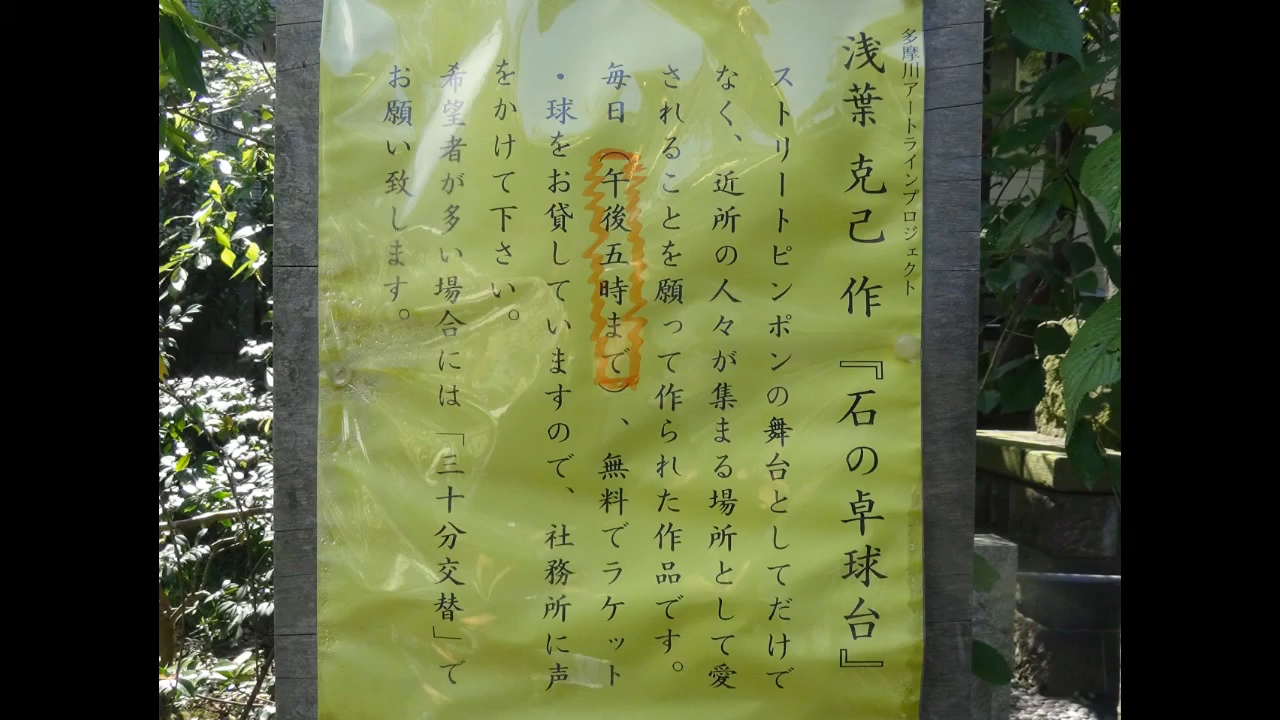 多摩川アートラインプロジェクト
浅葉 克己 作 『石の卓球台』
ストリートピンポンの舞台としてだけで
なく、近所の人々が集まる場所として愛
されることを願って作られた作品です。
毎日（午後五時まで）、無料でラケット
・球をお貸していますので、社務所に声
をかけて下さい。
希望者が多い場合には「三十分交替」で
お願い致します。